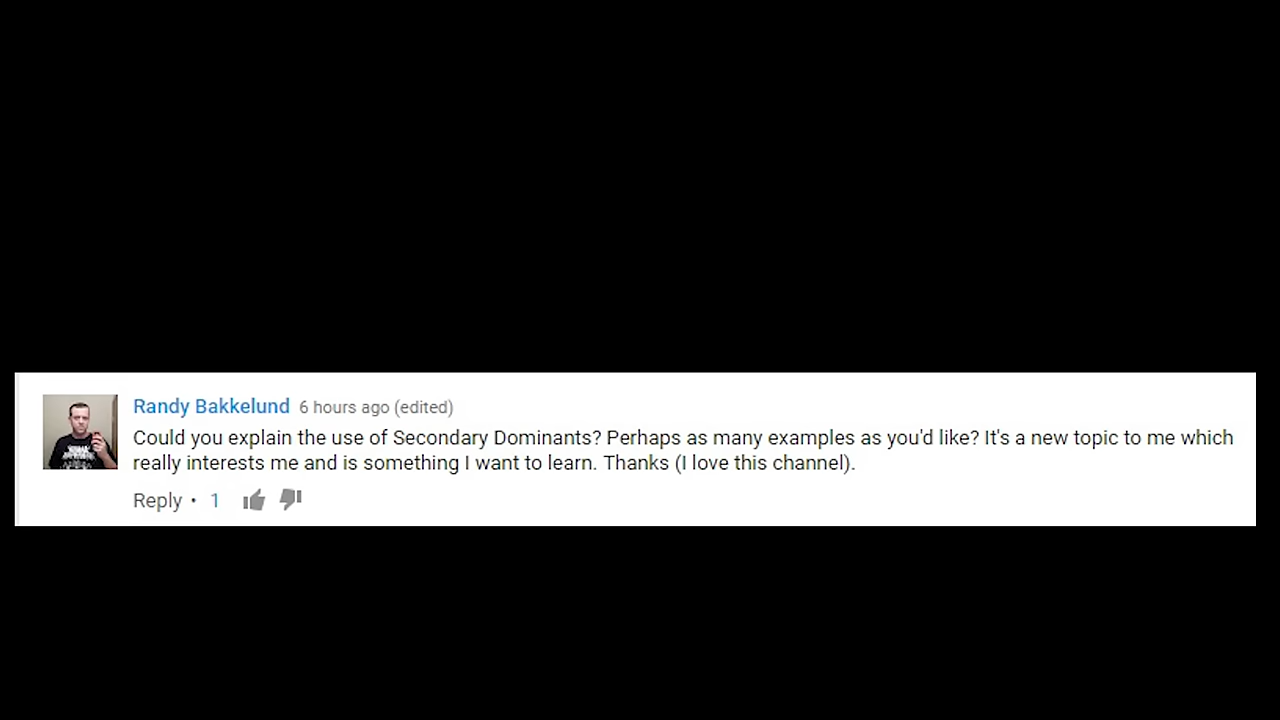 Randy Bakkelund 6 hours ago (edited)
Could you explain the use of Secondary Dominants? Perhaps as many examples as you'd like? It's a new topic to me which
really interests me and is something I want to learn. Thanks (I love this channel).
Reply • 1